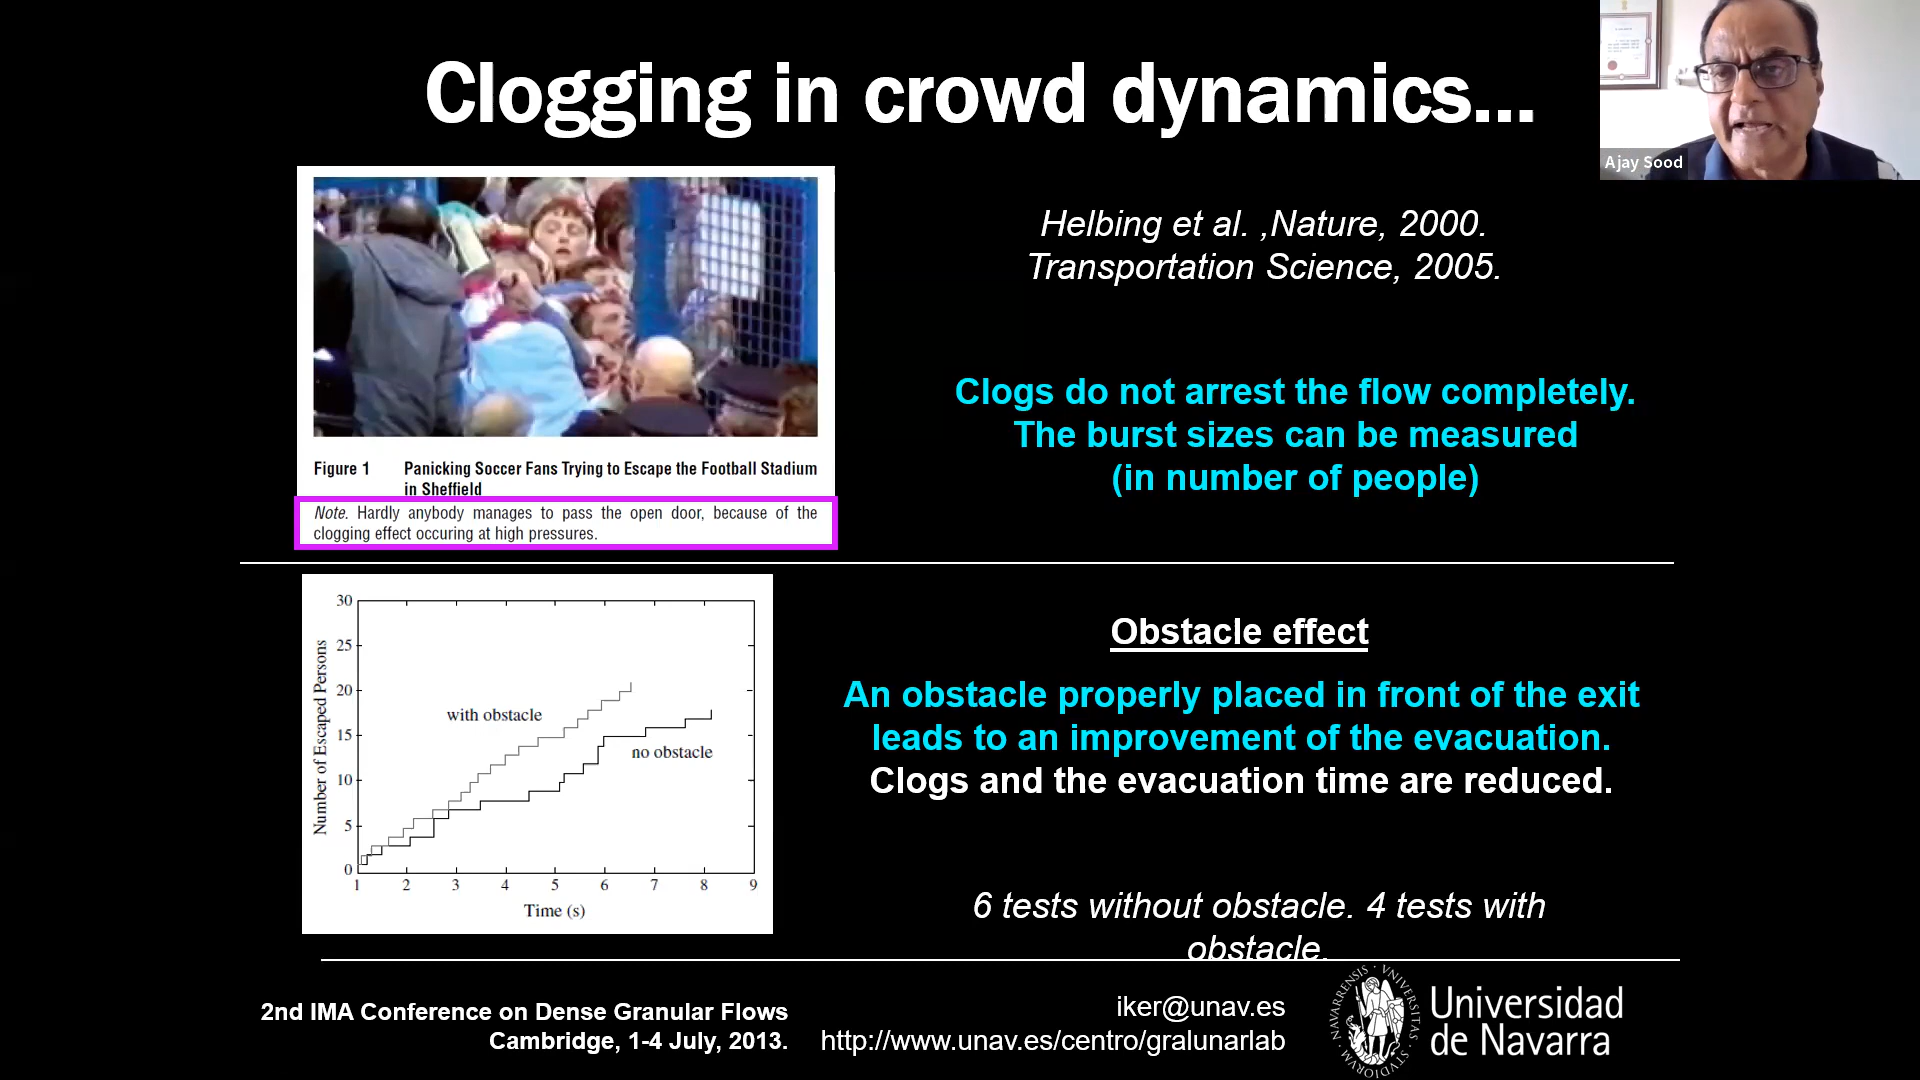 Clogging in crowd dynamics...
Ajay Sood
Helbing et al. ,Nature, 2000.
Transportation Science, 2005.
Clogs do not arrest the flow completely.
The burst sizes can be measured
(in number of people)
Figure 1 Panicking Soccer Fans Trying to Escape the Football Stadium
in Sheffield
Note. Hardly anybody manages to pass the open door, because of the
clogging effect occuring at high pressures.
30
25
20
15
10
5
0
Number of Escaped Persons
with obstacle
no obstacle
1 2 3 4 5 6 7 8 9
Time (s)
Obstacle effect
An obstacle properly placed in front of the exit
leads to an improvement of the evacuation.
Clogs and the evacuation time are reduced.
6 tests without obstacle. 4 tests with
obstacle.
2nd IMA Conference on Dense Granular Flows
Cambridge, 1-4 July, 2013.
iker@unav.es
http://www.unav.es/centro/gralunarlab
Universidad
de Navarra